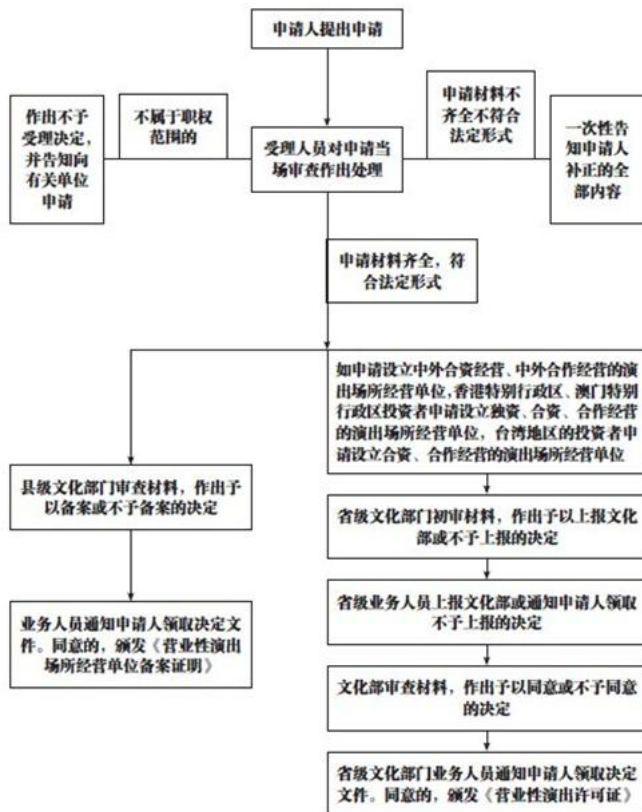 申请人提出申请
作出不予
受理决定，
并告知向
有关单位
申请
不属于职权
范围的
受理人员对申请当
场审查作出处理
申请材料不
齐全不符合
法定形式
一次性告
知申请人
补正的全
部内容
申请材料齐全，符
合法定形式
如申请设立中外合资经营、中外合作经营的演
出场所经营单位,香港特别行政区、澳门特别
行政区投资者申请设立独资、合资、合作经营
的演出场所经营单位，台湾地区的投资者申
请设立合资、合作经营的演出场所经营单位
县级文化部门审查材料，作出予
以备案或不予备案的决定
业务人员通知申请人领取决定文
件。同意的，颁发《营业性演出
场所经营单位备案证明》
省级文化部门初审材料，作出予以上报文化
部或不予上报的决定
省级业务人员上报文化部或通知申请人领取
不予上报的决定
文化部审查材料，作出予以同意或不予同意
的决定
省级文化部门业务人员通知申请人领取决定
文件。同意的，颁发《营业性演出许可证》